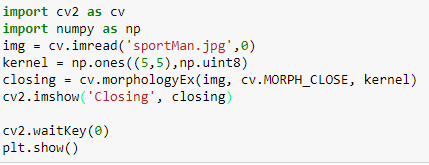 import cv2 as cv
import numpy as np
img = cv.imread('sportMan.jpg',0)
kernel = np.ones((5,5),np.uint8)
closing = cv.morphologyEx(img, cv.MORPH_CLOSE, kernel)
cv2.imshow('Closing', closing)
cv2.waitKey(0)
plt.show()